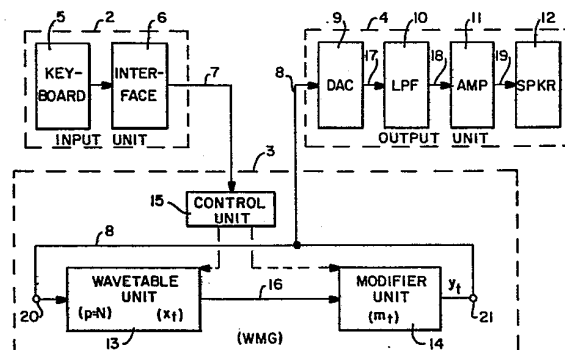 5
2
6
KEY-
BOARD
INTER-
FACE
INPUT UNIT
7
9
10
4
11
12
8
DAC
17
LPF
18
AMP
19
SPKR
OUTPUT UNIT
3
15
CONTROL
UNIT
8
20
WAVETABLE
UNIT
(p=N) (xt)
13
16
(WMG)
MODIFIER
UNIT
(mt)
14
yt
21